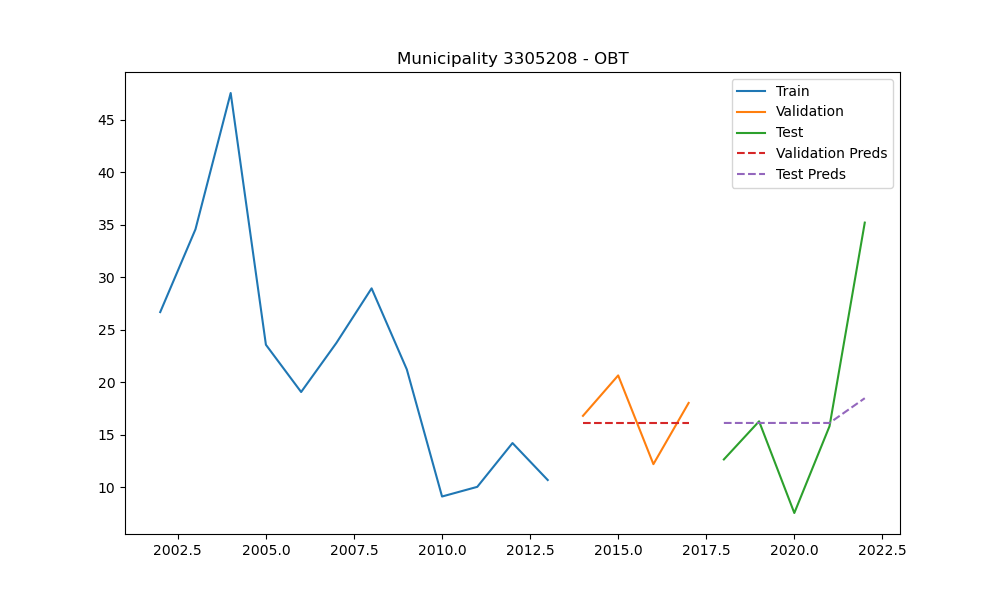 Municipality 3305208 - OBT
Train
Validation
Test
Validation Preds
Test Preds
45
40
35
30
25
20
15
10
2002.5 2005.0 2007.5 2010.0 2012.5 2015.0 2017.5 2020.0 2022.5